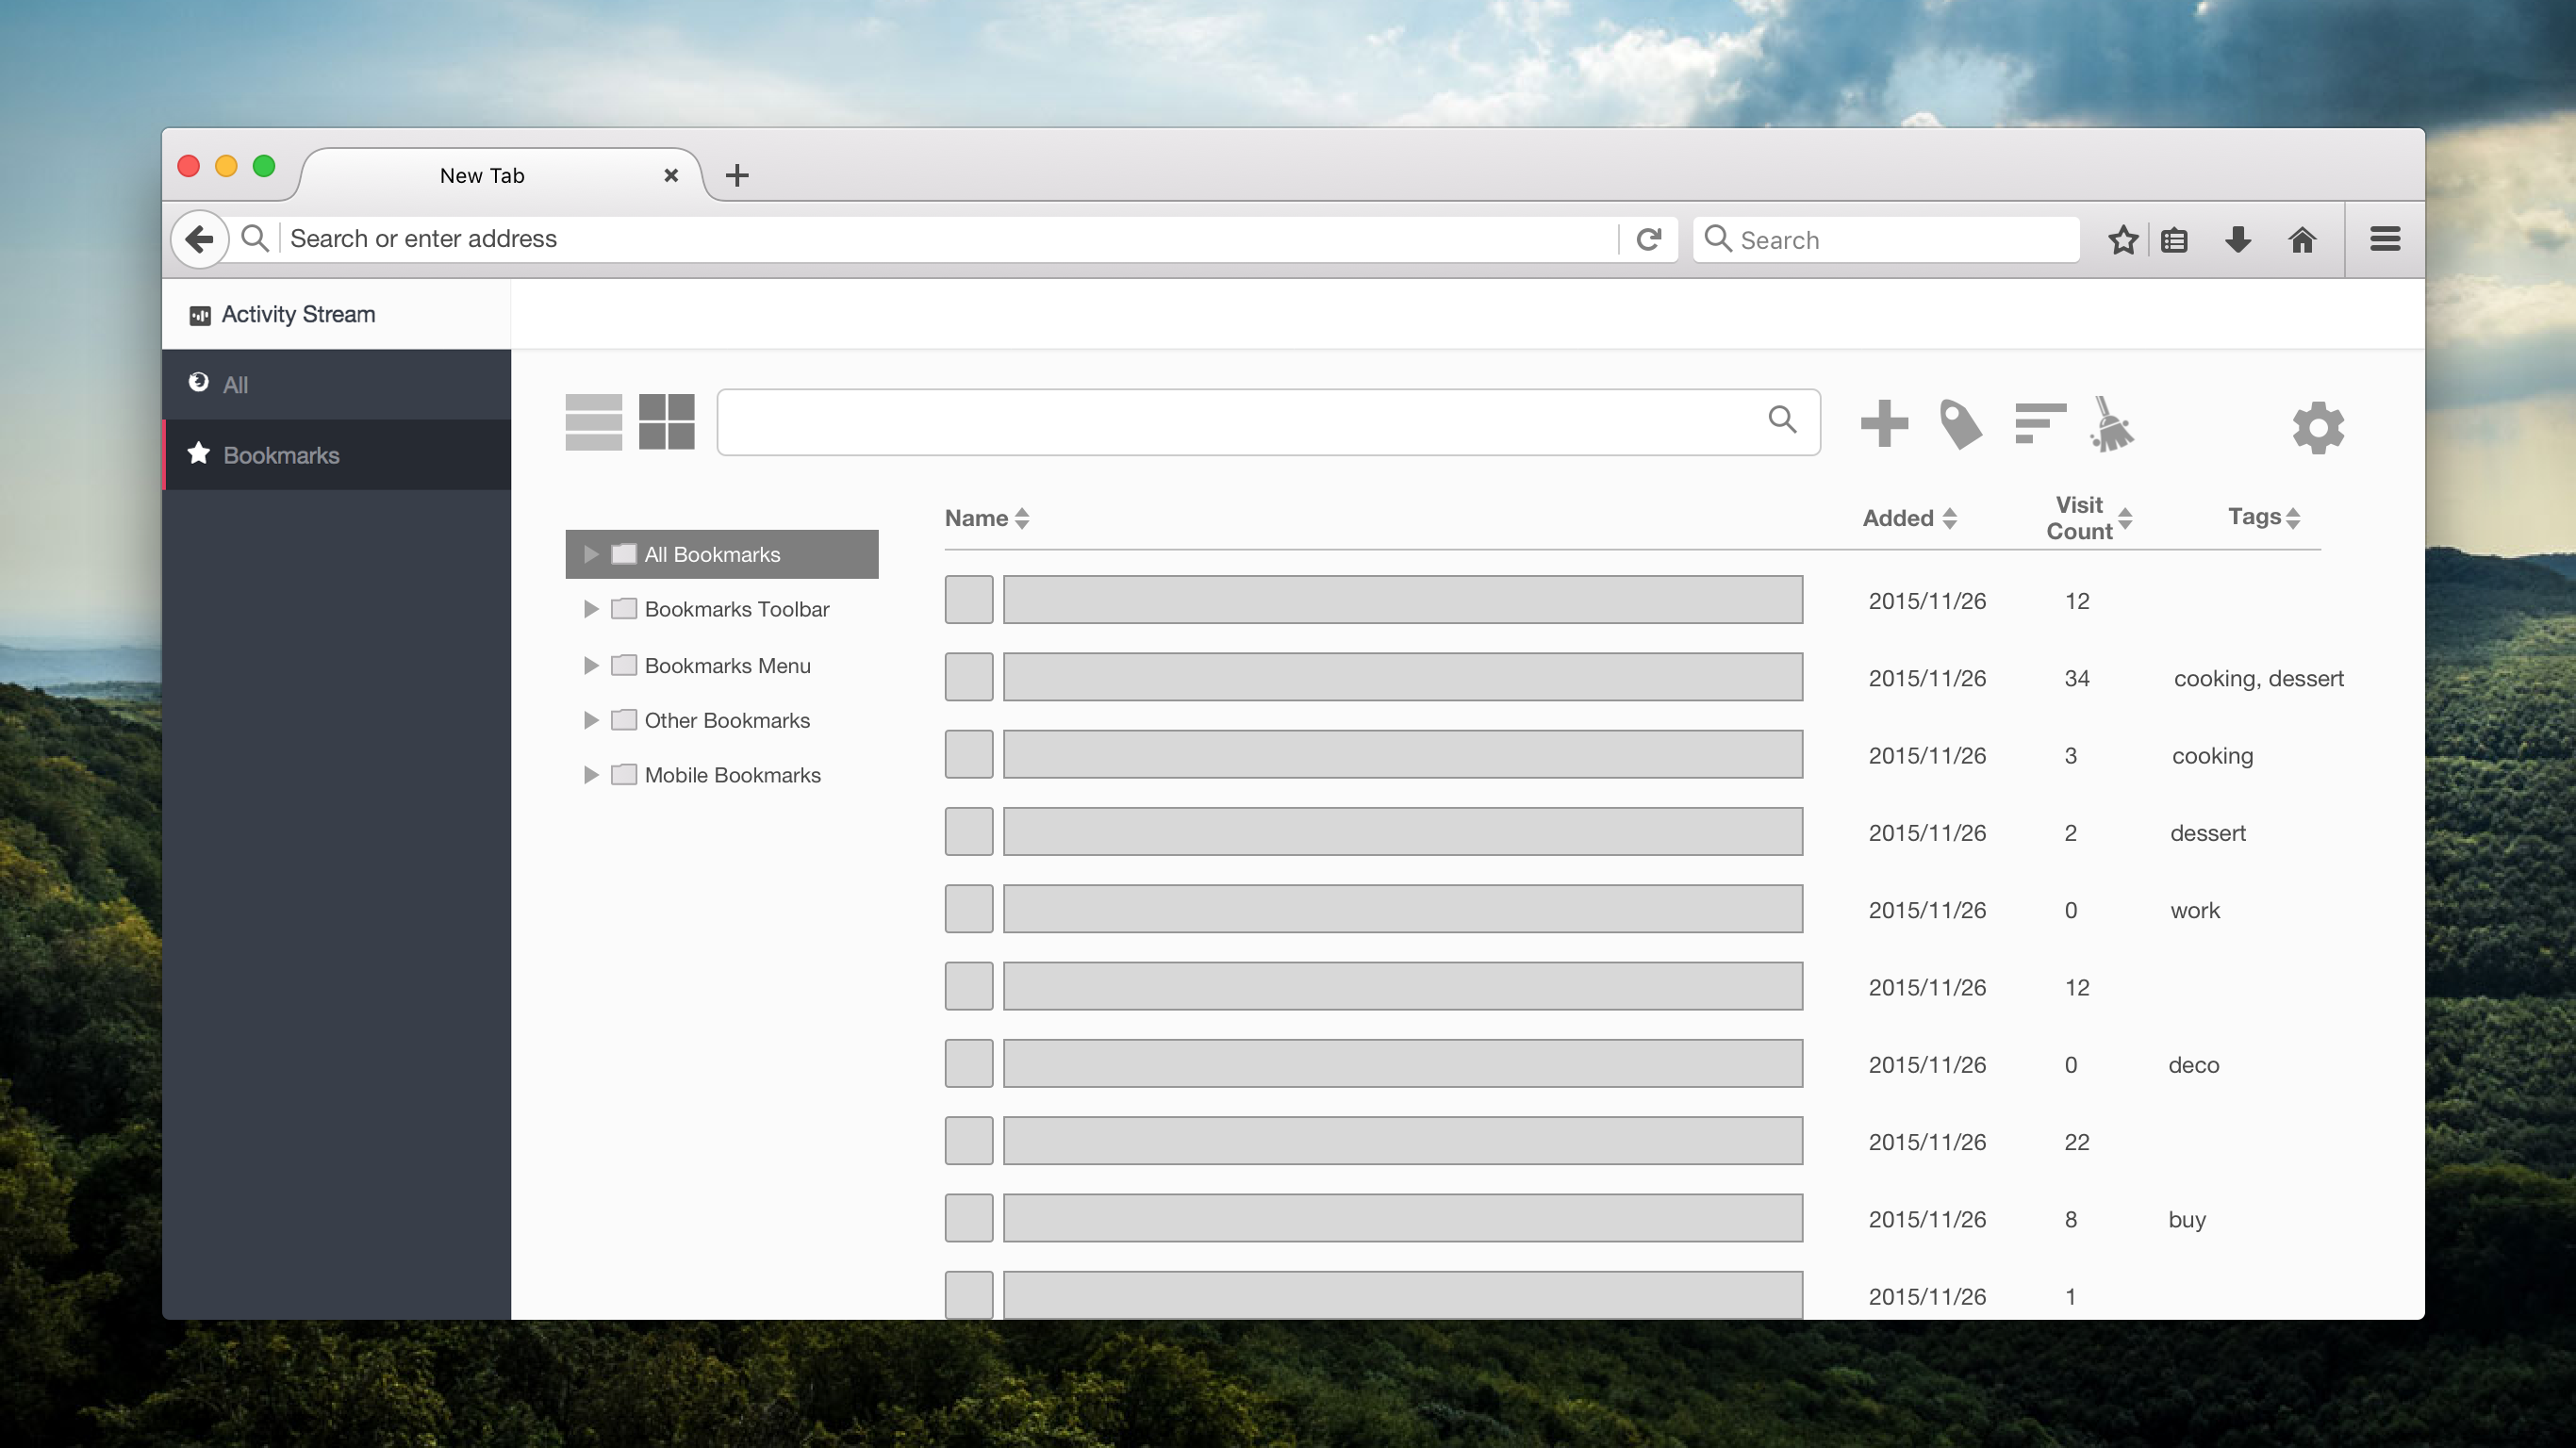 New Tab
Search or enter address
Search
Activity Stream
All
Bookmarks
All Bookmarks
Bookmarks Toolbar
Bookmarks Menu
Other Bookmarks
Mobile Bookmarks
Name Added Visit Count Tags
2015/11/26 12
2015/11/26 34 cooking, dessert
2015/11/26 3 cooking
2015/11/26 2 dessert
2015/11/26 0 work
2015/11/26 12
2015/11/26 0 deco
2015/11/26 22
2015/11/26 8 buy
2015/11/26 1